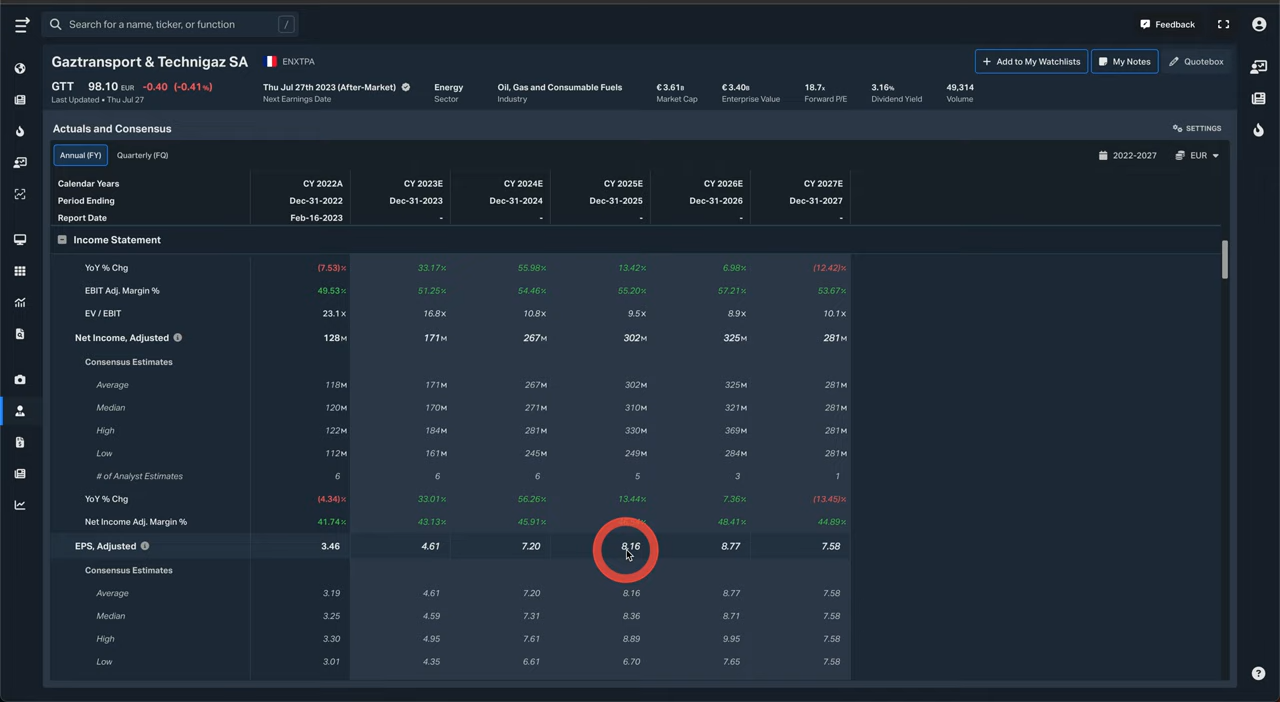 Search for a name, ticker, or function /
Feedback
Gaztransport & Technigaz SA ENXTPA
Add to My Watchlists My Notes Quotebox
GTT 98.10 EUR -0.40 (-0.41%) Thu Jul 27th 2023 (After-Market) Energy Oil, Gas and Consumable Fuels €3.61B €3.40B 18.7x 3.16% 49,314
Last Updated • Thu Jul 27 Next Earnings Date Sector Industry Market Cap Enterprise Value Forward P/E Dividend Yield Volume
Actuals and Consensus SETTINGS
Annual (FY) Quarterly (FQ) 2022-2027 EUR
Calendar Years CY 2022A CY 2023E CY 2024E CY 2025E CY 2026E CY 2027E
Period Ending Dec-31-2022 Dec-31-2023 Dec-31-2024 Dec-31-2025 Dec-31-2026 Dec-31-2027
Report Date Feb-16-2023 - - - - -
Income Statement
YoY % Chg (7.53)% 33.17% 55.98% 13.42% 6.98% (12.42)%
EBIT Adj. Margin % 49.53% 51.25% 54.46% 55.20% 57.21% 53.67%
EV / EBIT 23.1x 16.8x 10.8x 9.5x 8.9x 10.1x
Net Income, Adjusted 128M 171M 267M 302M 325M 281M
Consensus Estimates
Average 118M 171M 267M 302M 325M 281M
Median 120M 170M 271M 310M 321M 281M
High 122M 184M 281M 330M 369M 281M
Low 112M 161M 245M 249M 284M 281M
# of Analyst Estimates 6 6 6 5 3 1
YoY % Chg (4.34)% 33.01% 56.26% 13.44% 7.36% (13.45)%
Net Income Adj. Margin % 41.74% 43.13% 45.91% 48.41% 44.89%
EPS, Adjusted 3.46 4.61 7.20 8.16 8.77 7.58
Consensus Estimates
Average 3.19 4.61 7.20 8.16 8.77 7.58
Median 3.25 4.59 7.31 8.36 8.71 7.58
High 3.30 4.95 7.61 8.89 9.95 7.58
Low 3.01 4.35 6.61 6.70 7.65 7.58
?